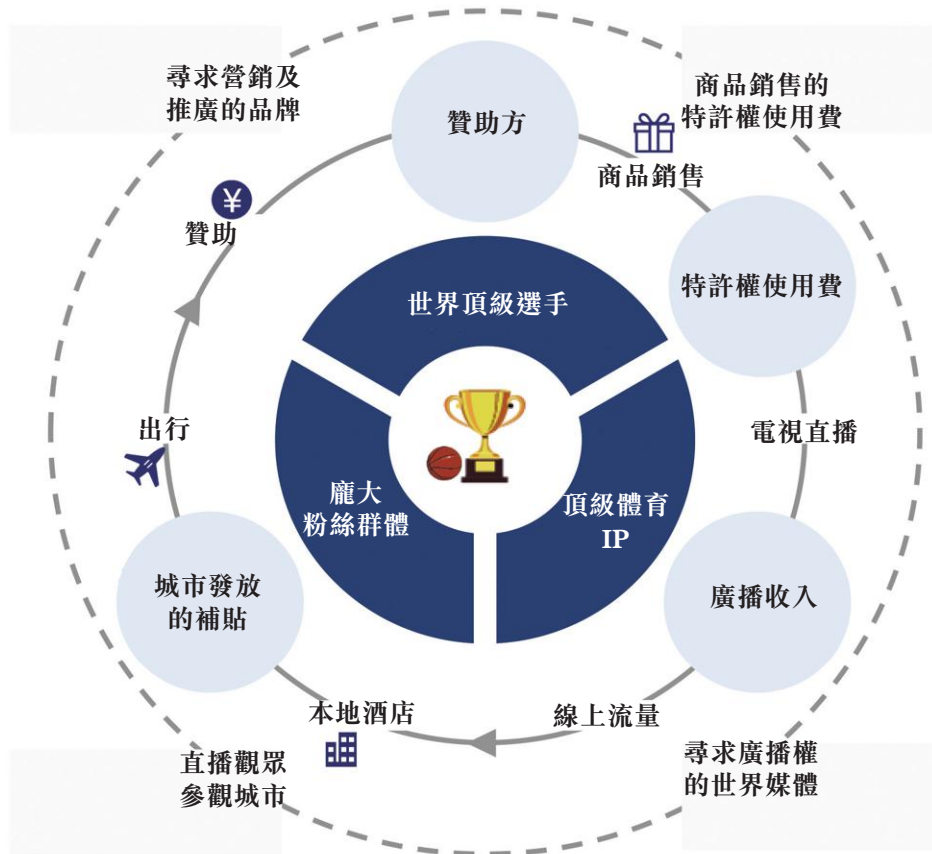 尋求營銷及
推廣的品牌
贊助方
商品銷售的
特許權使用費
商品銷售
¥
贊助
特許權使用費
世界頂級選手
出行
電視直播
龐大
粉絲群體
頂級體育
IP
城市發放
的補貼
廣播收入
本地酒店
線上流量
直播觀眾
參觀城市
尋求廣播權
的世界媒體